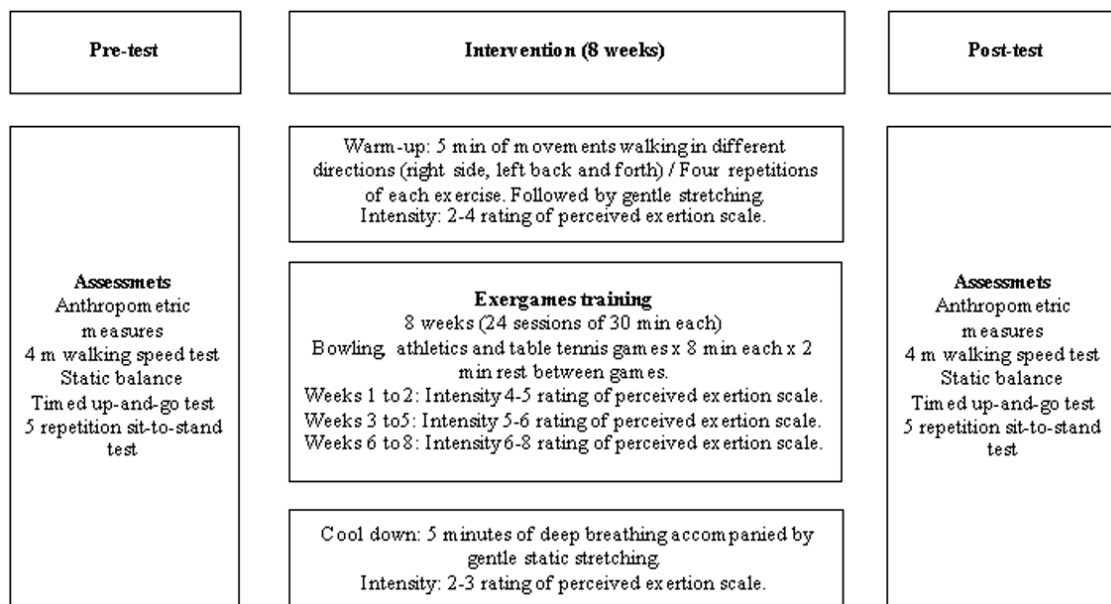 Pre-test
Intervention (8 weeks)
Post-test
Assessmets
Anthropometric
measures
4 m walking speed test
Static balance
Timed up-and-go test
5 repetition sit-to-stand
test
Warm-up: 5 min of movements walking in different
directions (right side, left back and forth) / Four repetitions
of each exercise. Followed by gentle stretching.
Intensity: 2-4 rating of perceived exertion scale.
Exergames training
8 weeks (24 sessions of 30 min each)
Bowling, athletics and table tennis games x 8 min each x 2
min rest between games.
Weeks 1 to 2: Intensity 4-5 rating of perceived exertion scale.
Weeks 3 to5: Intensity 5-6 rating of perceived exertion scale.
Weeks 6 to 8: Intensity 6-8 rating of perceived exertion scale.
Cool down: 5 minutes of deep breathing accompanied by
gentle static stretching.
Intensity: 2-3 rating of perceived exertion scale.
Assessmets
Anthropometric
measures
4 m walking speed test
Static balance
Timed up-and-go test
5 repetition sit-to-stand
test